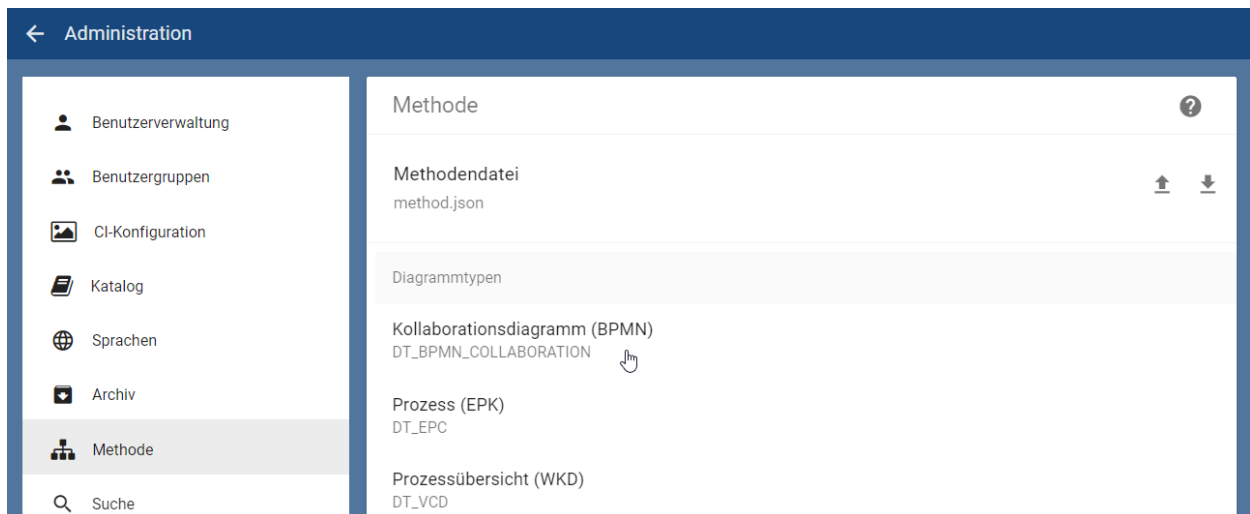 Administration
Benutzerverwaltung
Benutzergruppen
CI-Konfiguration
Katalog
Sprachen
Archiv
Methode
Suche
Methode
Methodendatei
method.json
Diagrammtypen
Kollaborationsdiagramm (BPMN)
DT_BPMN_COLLABORATION
Prozess (EPK)
DT_EPC
Prozessübersicht (WKD)
DT_VCD